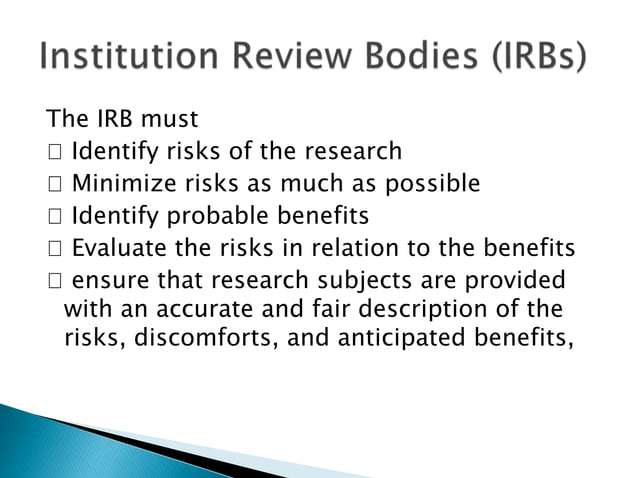 Institution Review Bodies (IRBs)
The IRB must
□ Identify risks of the research
□ Minimize risks as much as possible
□ Identify probable benefits
□ Evaluate the risks in relation to the benefits
□ ensure that research subjects are provided
with an accurate and fair description of the
risks, discomforts, and anticipated benefits,